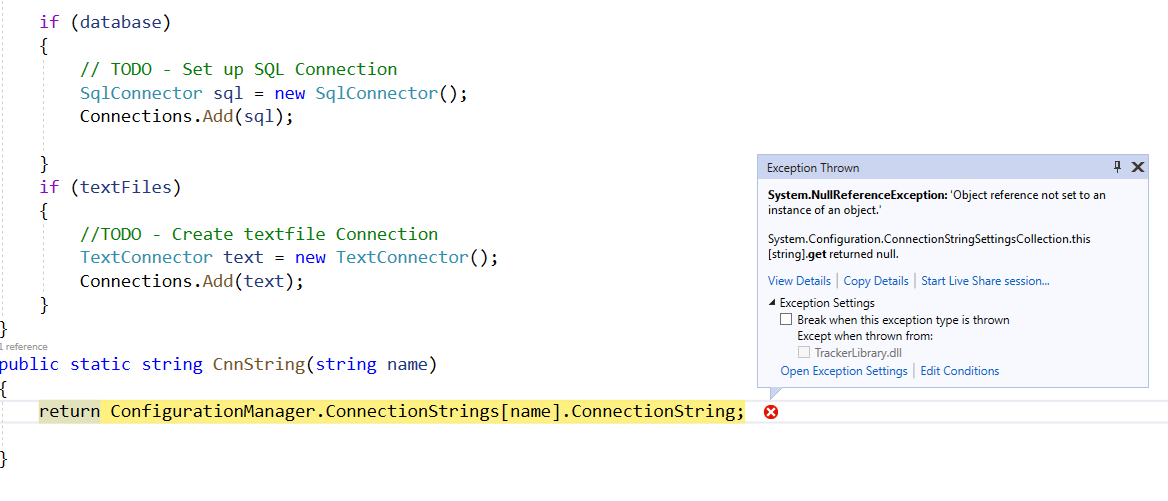 if (database)
{
// TODO - Set up SQL Connection
SqlConnector sql = new SqlConnector();
Connections.Add(sql);
}
if (textFiles)
{
//TODO - Create textfile Connection
TextConnector text = new TextConnector();
Connections.Add(text);
}
}
1 reference
public static string CnnString(string name)
{
return ConfigurationManager.ConnectionStrings[name].ConnectionString;
}
Exception Thrown
System.NullReferenceException: 'Object reference not set to an
instance of an object.'
System.Configuration.ConnectionStringSettingsCollection.this
[string].get returned null.
View Details | Copy Details | Start Live Share session...
Exception Settings
Break when this exception type is thrown
Except when thrown from:
TrackerLibrary.dll
Open Exception Settings | Edit Conditions